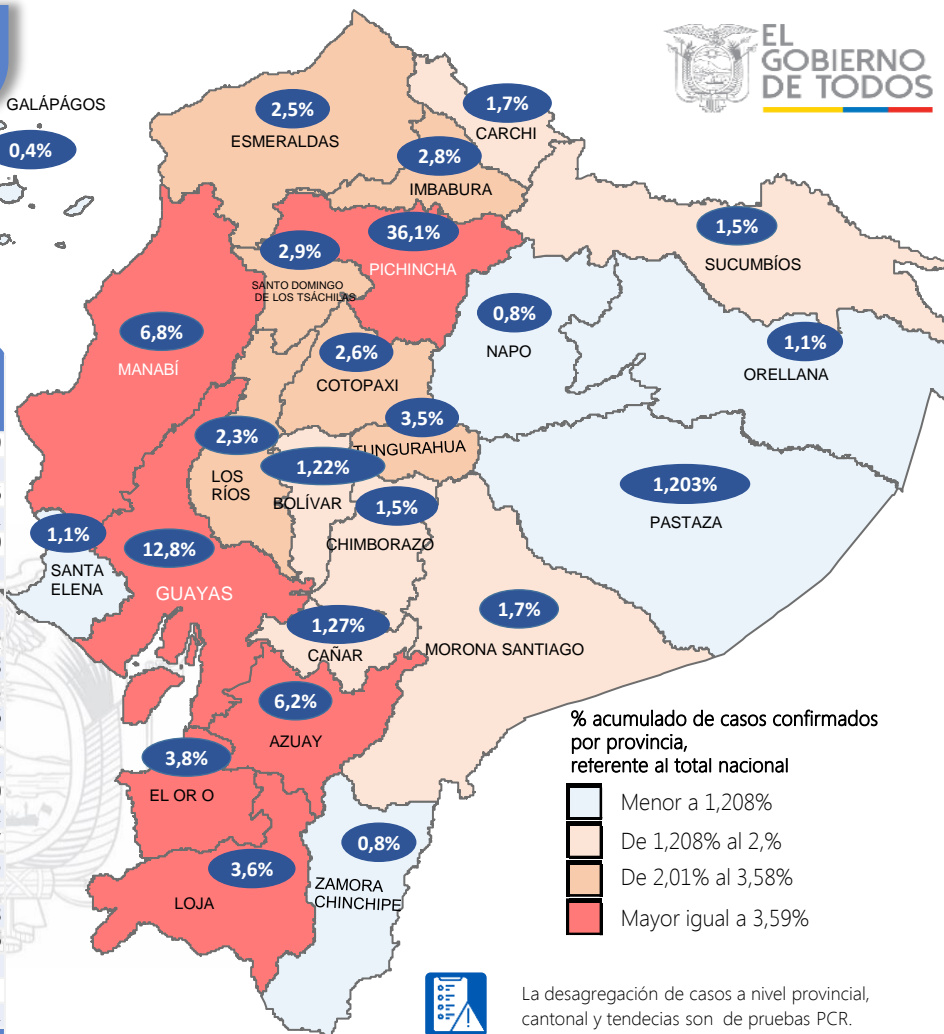 EL
GOBIERNO
DE TODOS
GALÁPÁGOS
0,4%
2,5%
ESMERALDAS
1,7%
CARCHI
2,8%
IMBABURA
36,1%
PICHINCHA
1,5%
SUCUMBÍOS
2,9%
SANTO DOMINGO
DE LOS TSÁCHILAS
6,8%
MANABÍ
0,8%
NAPO
1,1%
ORELLANA
2,6%
COTOPAXI
3,5%
TUNGURAHUA
2,3%
LOS
RÍOS
1,22%
BOLÍVAR
1,5%
CHIMBORAZO
1,203%
PASTAZA
1,1%
SANTA
ELENA
12,8%
GUAYAS
1,27%
CAÑAR
1,7%
MORONA SANTIAGO
6,2%
AZUAY
3,8%
EL OR O
3,6%
LOJA
0,8%
ZAMORA
CHINCHIPE
% acumulado de casos confirmados
por provincia,
referente al total nacional
Menor a 1,208%
De 1,208% al 2,%
De 2,01% al 3,58%
Mayor igual a 3,59%
La desagregación de casos a nivel provincial,
cantonal y tendecias son de pruebas PCR.